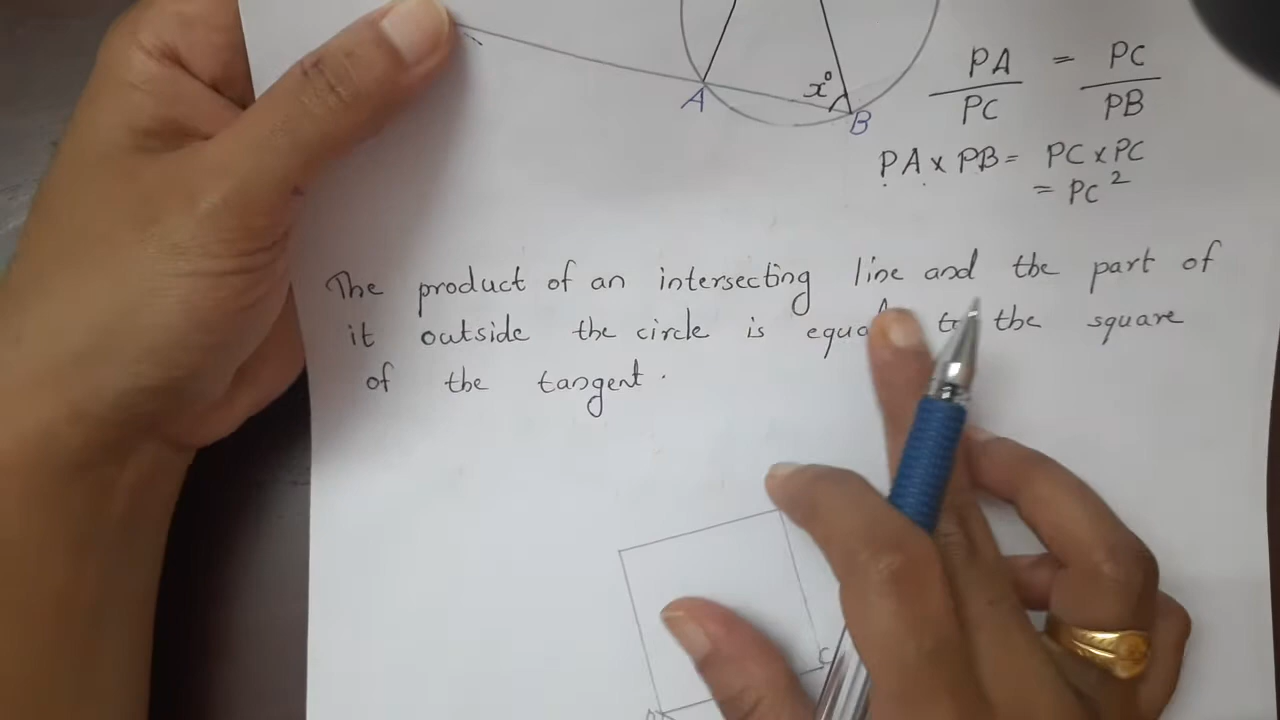 PA = PC
PC PB
x° A B
PA x PB = PC x PC
= PC²
The product of an intersecting line and the part of
it outside the circle is equal to the square
of the tangent.
C